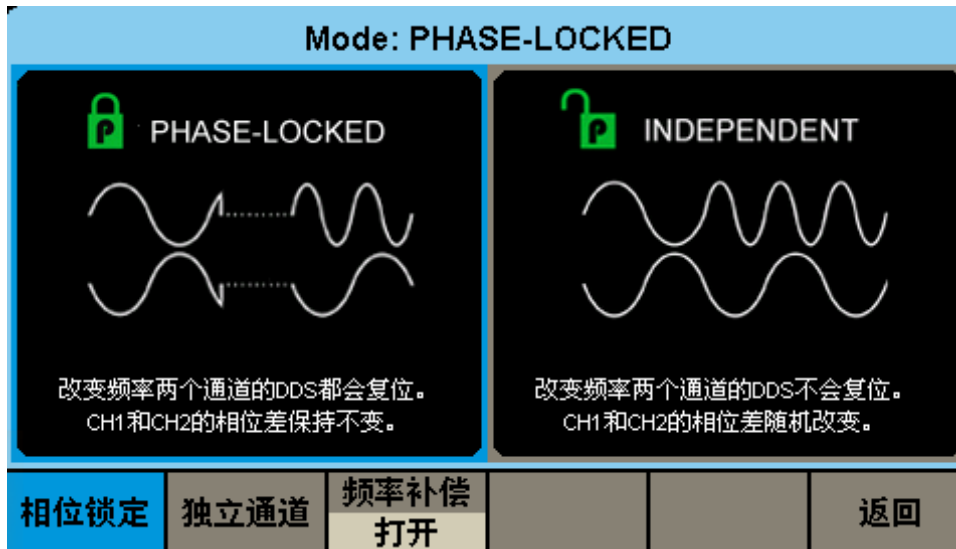 Mode: PHASE-LOCKED
PHASE-LOCKED
改变频率两个通道的DDS都会复位。
CH1和CH2的相位差保持不变。
INDEPENDENT
改变频率两个通道的DDS不会复位。
CH1和CH2的相位差随机改变。
相位锁定
独立通道
频率补偿
打开
返回